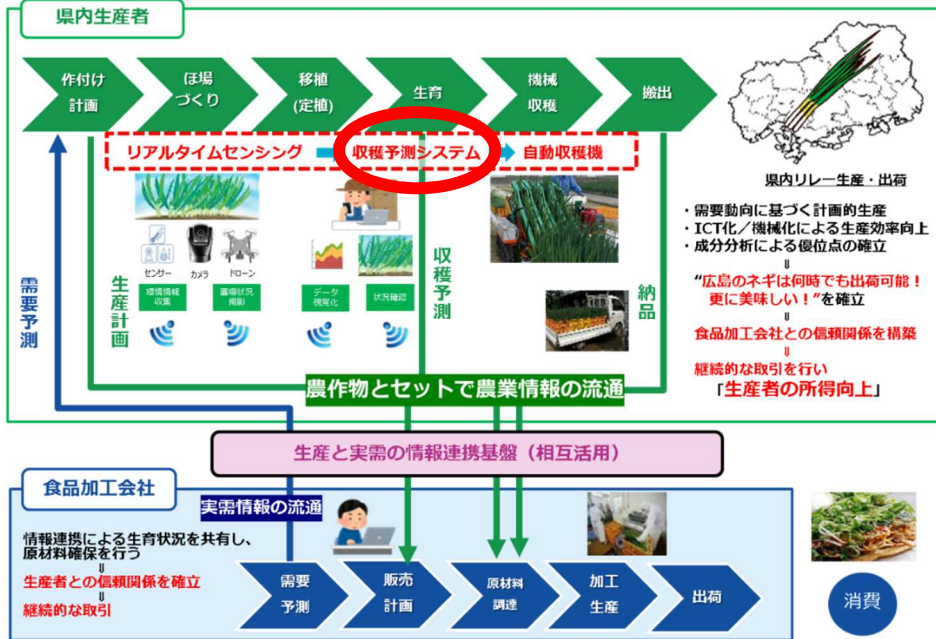 県内生産者
作付け
計画
ほ場
づくり
移植
(定植)
生育
機械
収穫
搬出
リアルタイムセンシング
収穫予測システム
自動収穫機
県内リレー生産・出荷
・需要動向に基づく計画的生産
・ICT化／機械化による生産効率向上
・成分分析による優位点の確立
⇓
“広島のネギは何時でも出荷可能！
更に美味しい！”を確立
⇓
食品加工会社との信頼関係を構築
⇓
継続的な取引を行い
「生産者の所得向上」
需要予測
生産計画
センサー
カメラ
ドローン
環境情報
収集
圃場状況
撮影
データ
視覚化
状況確認
収穫予測
納品
農作物とセットで農業情報の流通
生産と実需の情報連携基盤（相互活用）
食品加工会社
実需情報の流通
情報連携による生育状況を共有し、
原材料確保を行う
⇓
生産者との信頼関係を確立
⇓
継続的な取引
需要
予測
販売
計画
原材料
調達
加工
生産
出荷
消費